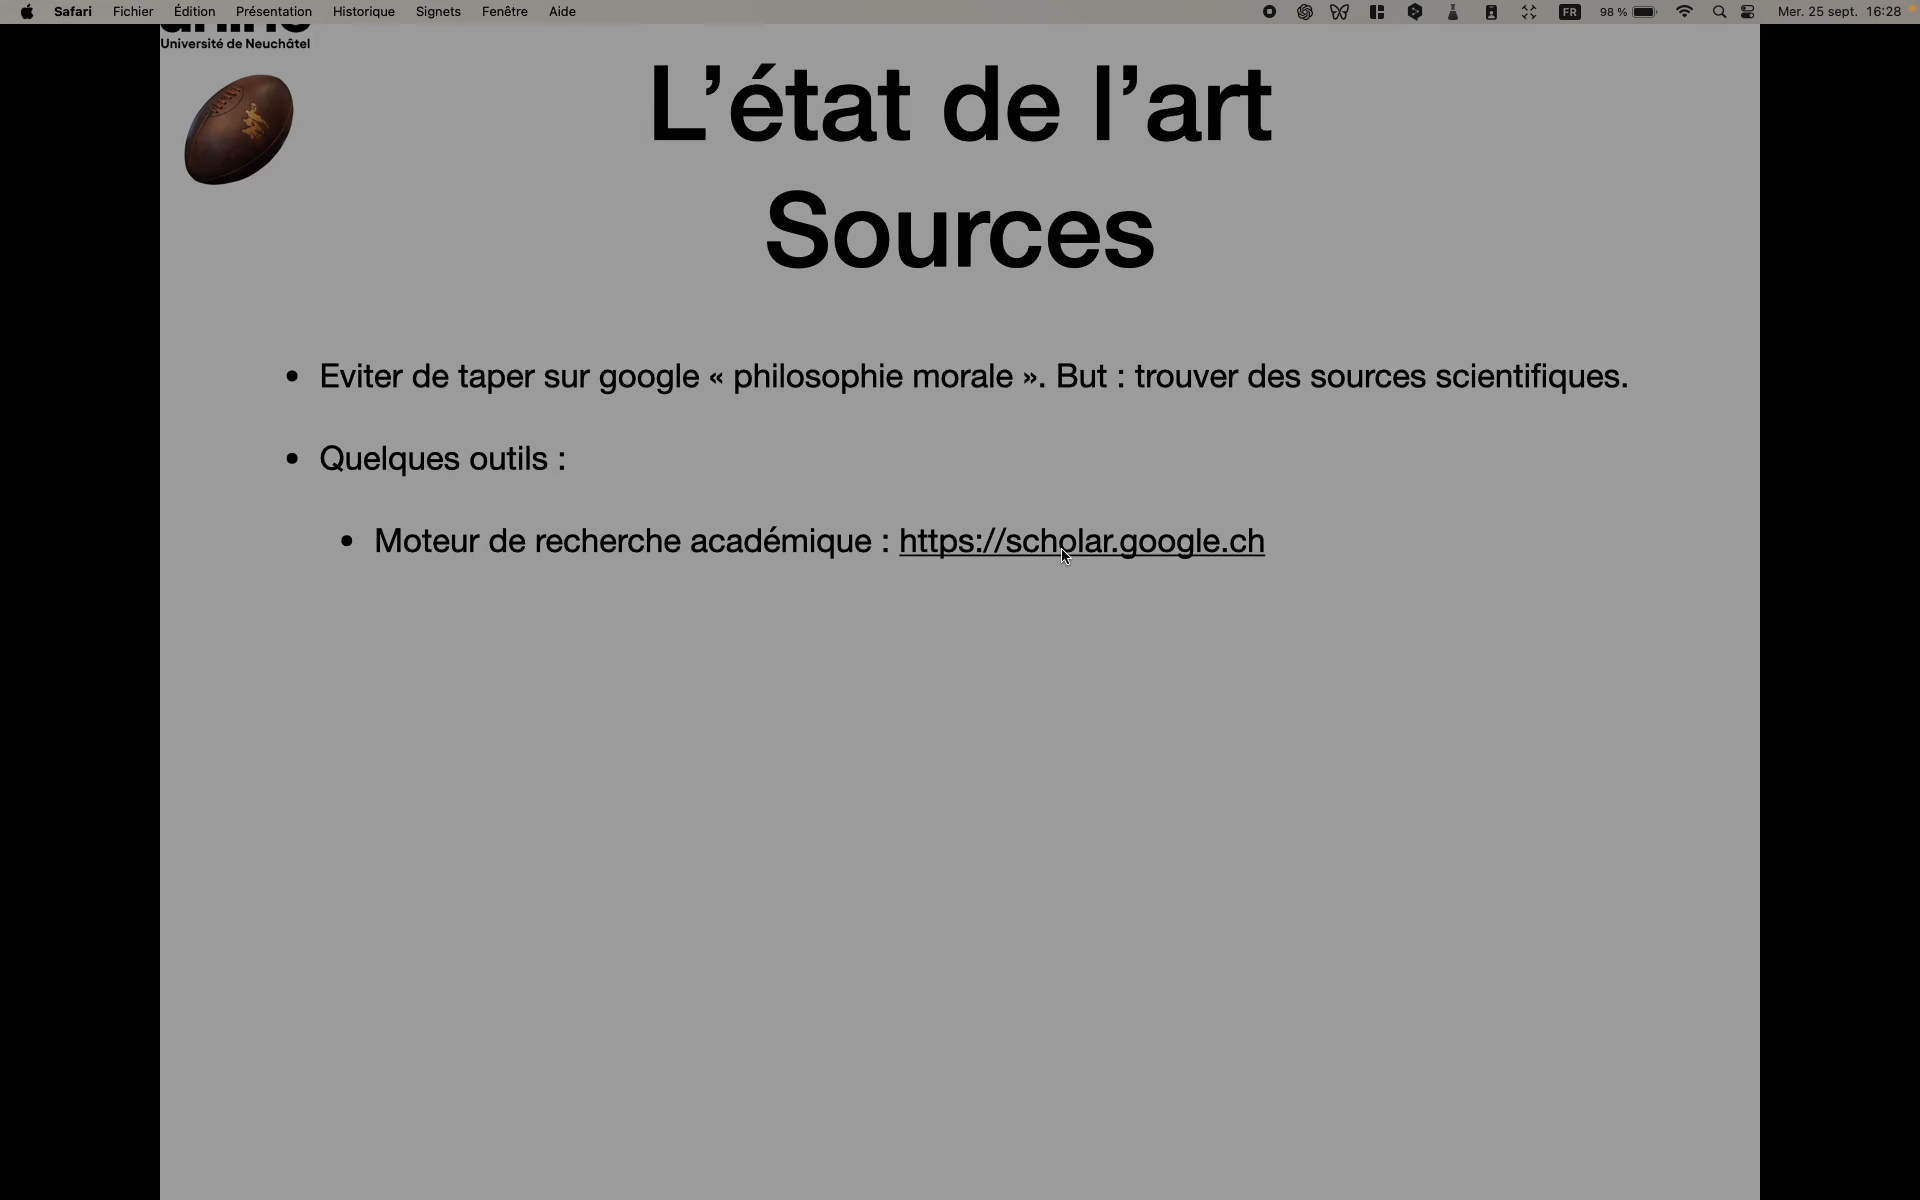 Safari Fichier Édition Présentation Historique Signets Fenêtre Aide FR 98 % Mer. 25 sept. 16:28
Université de Neuchâtel
L’état de l’art
Sources
• Eviter de taper sur google « philosophie morale ». But : trouver des sources scientifiques.
• Quelques outils :
• Moteur de recherche académique : https://scholar.google.ch